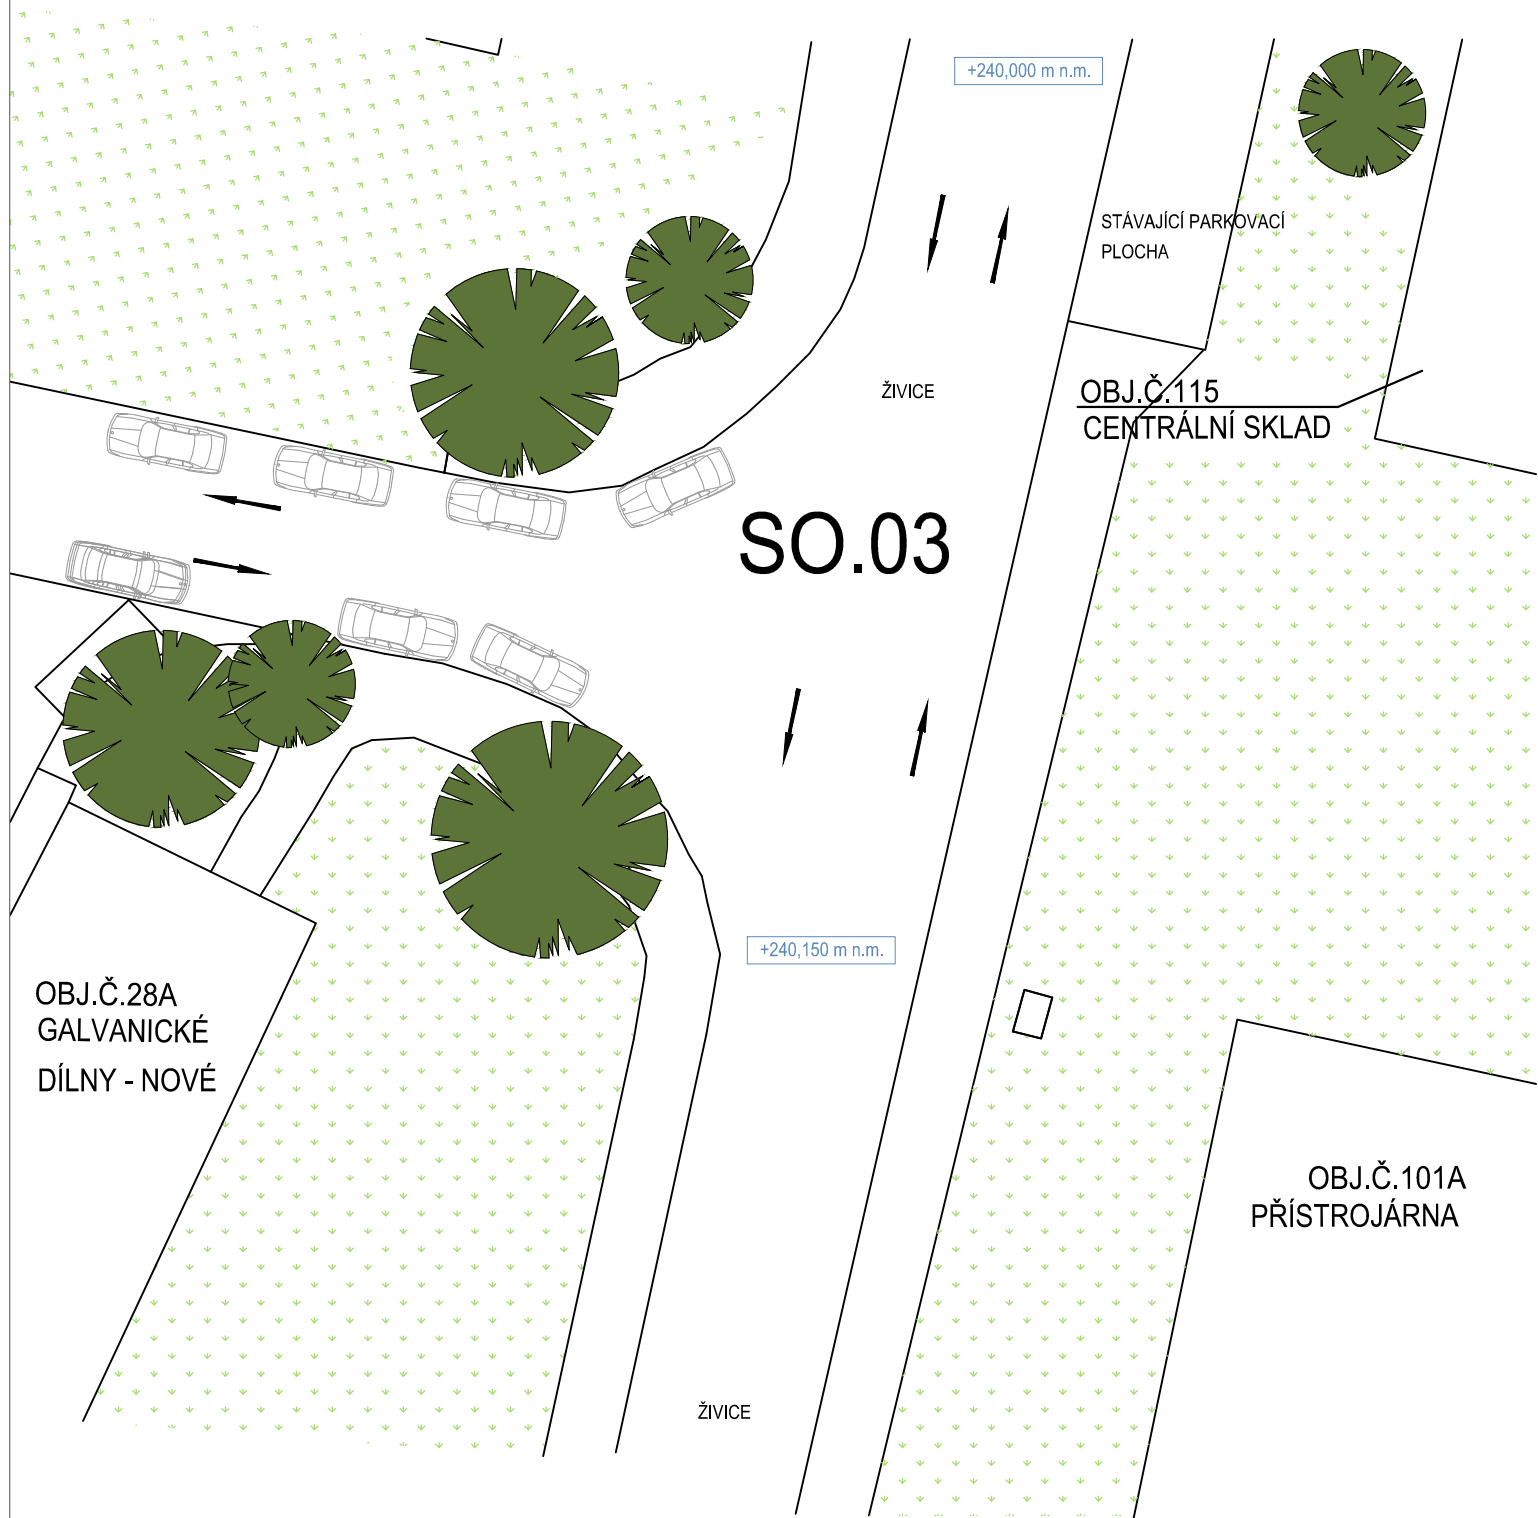 +240,000 m n.m.
STÁVAJÍCÍ PARKOVACÍ
PLOCHA
ŽIVICE
OBJ.Č.115
CENTRÁLNÍ SKLAD
SO.03
+240,150 m n.m.
OBJ.Č.28A
GALVANICKÉ
DÍLNY - NOVÉ
OBJ.Č.101A
PŘÍSTROJÁRNA
ŽIVICE